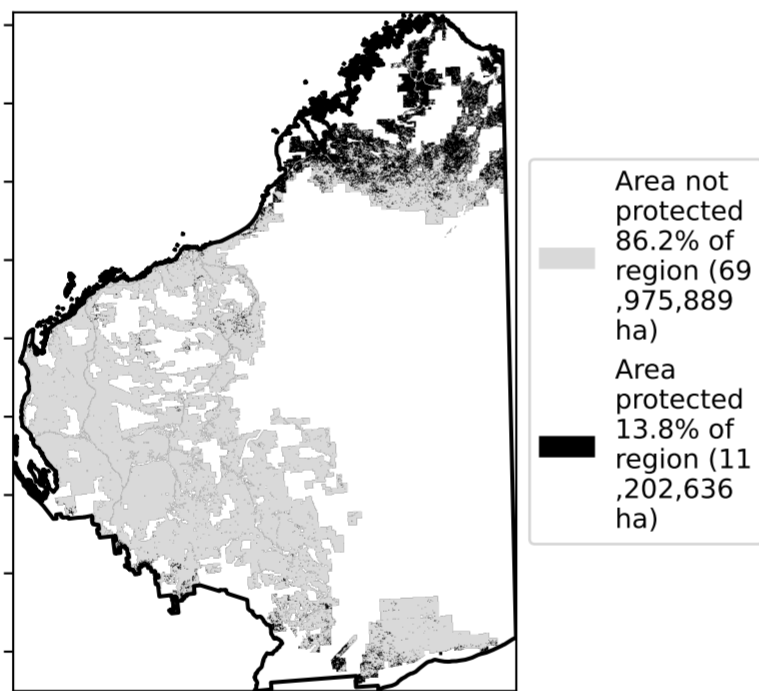 Area not
protected
86.2% of
region (69
,975,889
ha)
Area
protected
13.8% of
region (11
,202,636
ha)